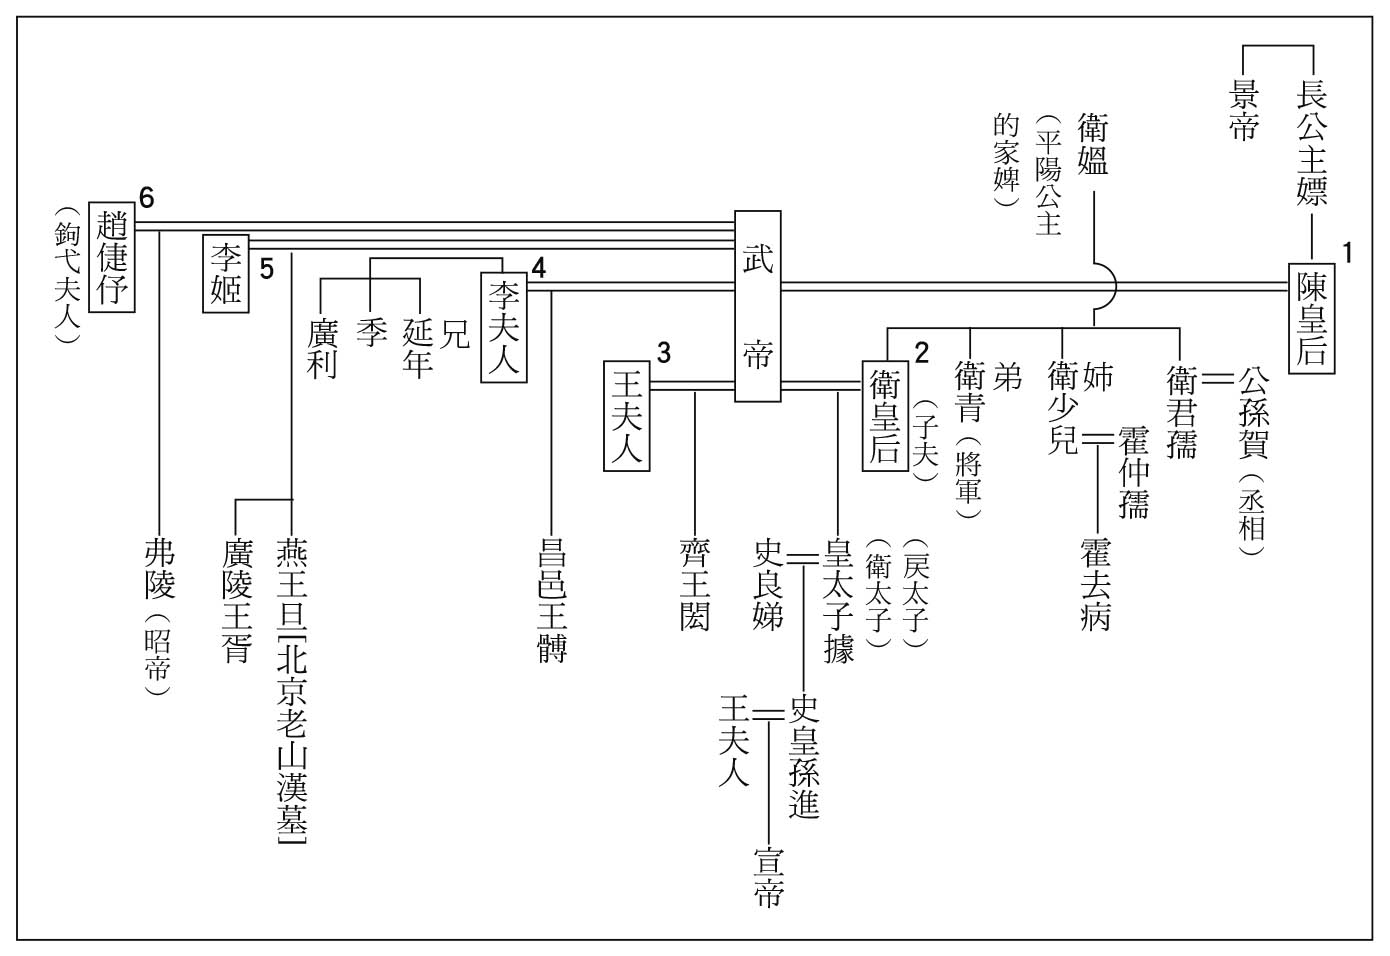 景帝
長公主嫖
1
陳皇后
衛媼
（平陽公主
的家婢）
武帝
2
衛皇后
（子夫）
弟
衛青（將軍）
姉
衛少兒
霍仲孺
霍去病
衛君孺
公孫賀（丞相）
3
王夫人
4
李夫人
兄
延年
季
廣利
5
李姬
6
趙倢伃
（鉤弋夫人）
（戾太子）
（衛太子）
皇太子據
史良娣
齊王閎
昌邑王髆
燕王旦[北京老山漢墓]
廣陵王胥
弗陵（昭帝）
史皇孫進
王夫人
宣帝